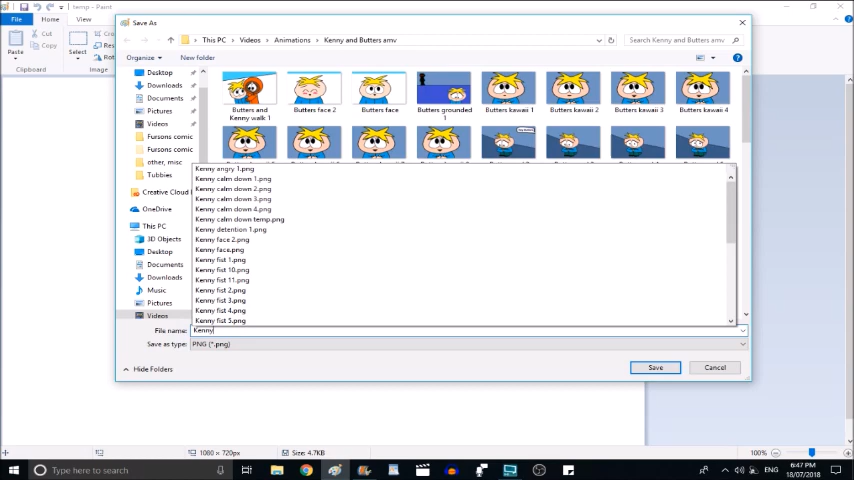 temp - Paint
File Home View
Cut
Copy
Paste
Clipboard
Select
Image
Save As
This PC > Videos > Animations > Kenny and Butters amv
Search Kenny and Butters amv
Organize New folder
Desktop
Downloads
Documents
Pictures
Videos
Fursons comic
Fursons comic
other, misc
Tubbies
Creative Cloud
OneDrive
This PC
3D Objects
Desktop
Documents
Downloads
Music
Pictures
Videos
Butters and Kenny walk 1
Butters face 2
Butters face
Butters grounded 1
Butters kawaii 1
Butters kawaii 2
Butters kawaii 3
Butters kawaii 4
Kenny angry 1.png
Kenny calm down 1.png
Kenny calm down 2.png
Kenny calm down 3.png
Kenny calm down 4.png
Kenny calm down temp.png
Kenny detention 1.png
Kenny face 2.png
Kenny face.png
Kenny fist 1.png
Kenny fist 10.png
Kenny fist 11.png
Kenny fist 2.png
Kenny fist 3.png
Kenny fist 4.png
Kenny fist 5.png
File name: Kenny
Save as type: PNG (*.png)
Hide Folders
Save Cancel
1080 × 720px Size: 4.7KB 100%
Type here to search
ENG
6:47 PM
18/07/2018